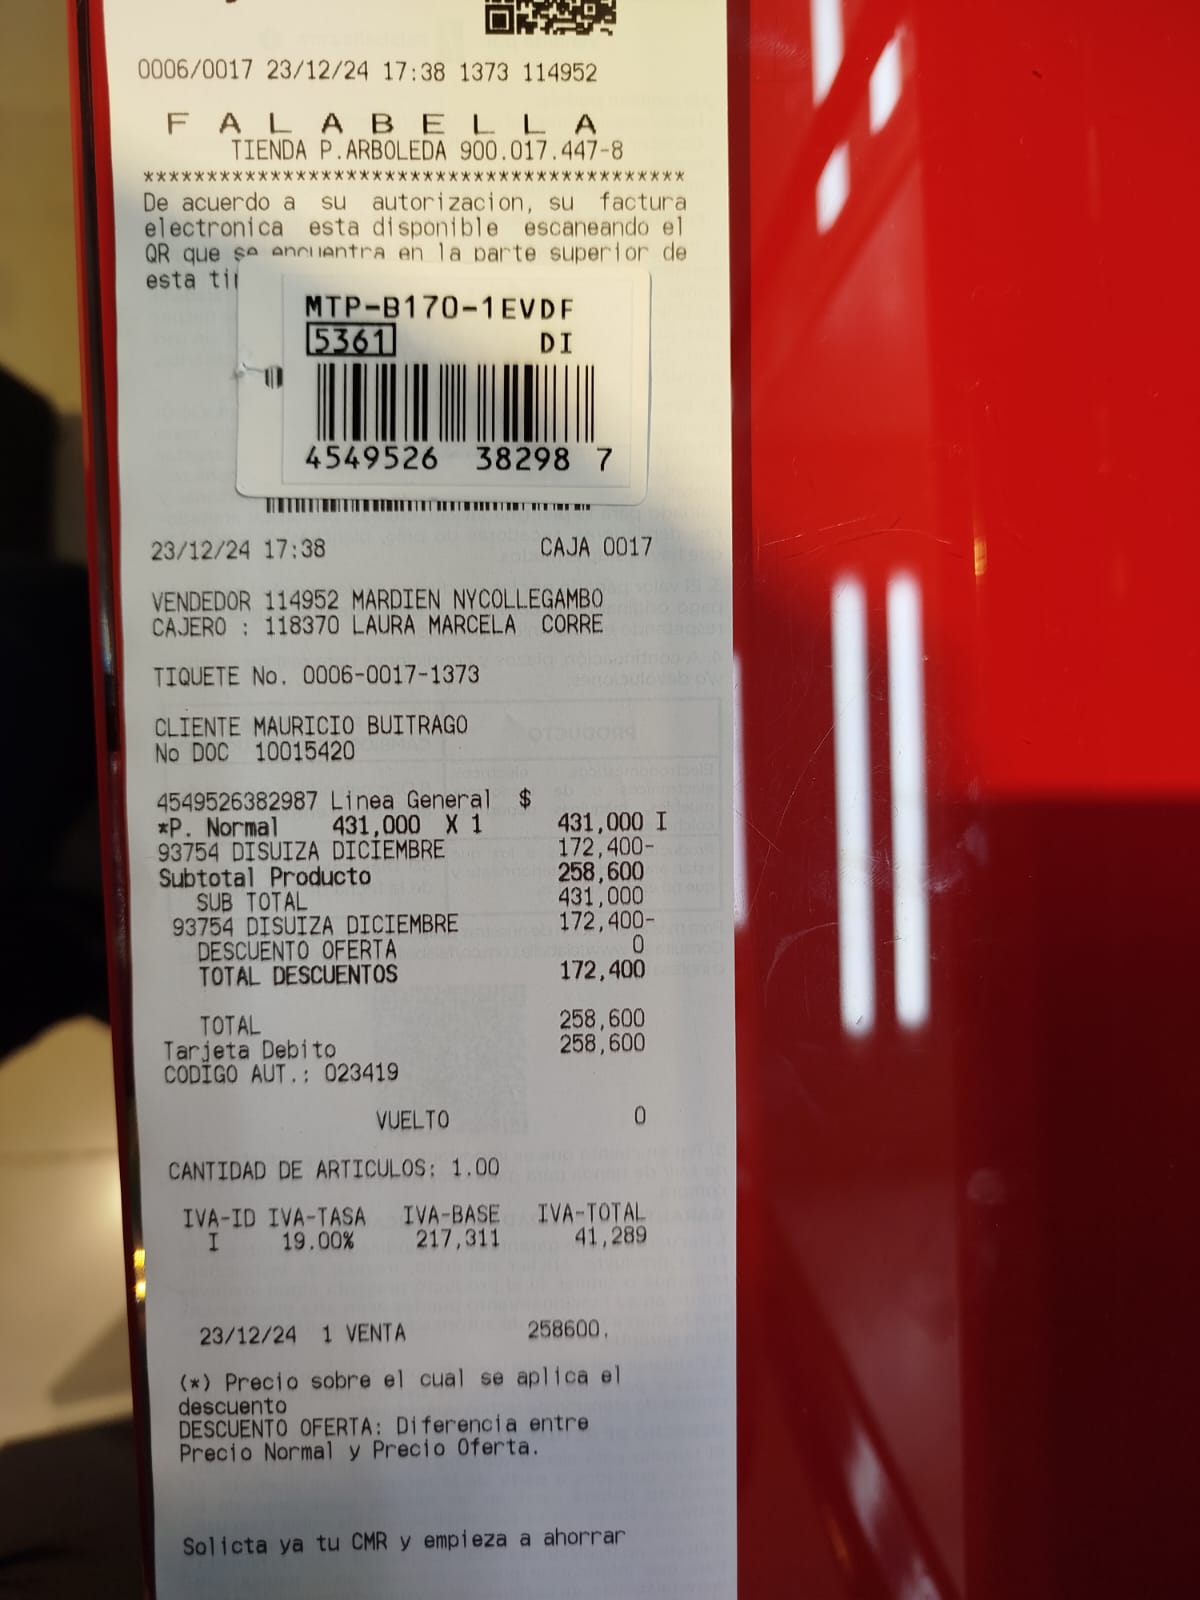 0006/0017 23/12/24 17:38 1373 114952
F A L A B E L L A
TIENDA P.ARBOLEDA 900.017.447-8
*******************************************
De acuerdo a su autorizacion, su factura
electronica esta disponible escaneando el
QR que se encuentra en la parte superior de
esta
MTP-B170-1EVDF
5361 DI
4549526 38298 7
23/12/24 17:38 CAJA 0017
VENDEDOR 114952 MARDIEN NYCOLLEGAMBO
CAJERO : 118370 LAURA MARCELA CORRE
TIQUETE No. 0006-0017-1373
CLIENTE MAURICIO BUITRAGO
No DOC 10015420
4549526382987 Linea General $
*P. Normal 431,000 X 1 431,000 I
93754 DISUIZA DICIEMBRE 172,400-
Subtotal Producto 258,600
SUB TOTAL 431,000
93754 DISUIZA DICIEMBRE 172,400-
DESCUENTO OFERTA 0
TOTAL DESCUENTOS 172,400
TOTAL 258,600
Tarjeta Debito 258,600
CODIGO AUT.: 023419
VUELTO 0
CANTIDAD DE ARTICULOS: 1.00
IVA-ID IVA-TASA IVA-BASE IVA-TOTAL
I 19.00% 217,311 41,289
23/12/24 1 VENTA 258600.
(*) Precio sobre el cual se aplica el
descuento
DESCUENTO OFERTA: Diferencia entre
Precio Normal y Precio Oferta.
Solicta ya tu CMR y empieza a ahorrar